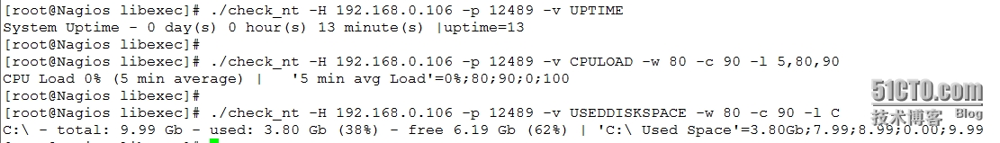 [root@Nagios libexec]# ./check_nt -H 192.168.0.106 -p 12489 -v UPTIME
System Uptime - 0 day(s) 0 hour(s) 13 minute(s) |uptime=13
[root@Nagios libexec]#
[root@Nagios libexec]# ./check_nt -H 192.168.0.106 -p 12489 -v CPULOAD -w 80 -c 90 -l 5,80,90
CPU Load 0% (5 min average) |   '5 min avg Load'=0%;80;90;0;100
[root@Nagios libexec]#
[root@Nagios libexec]# ./check_nt -H 192.168.0.106 -p 12489 -v USEDDISKSPACE -w 80 -c 90 -l C
C:\ - total: 9.99 Gb - used: 3.80 Gb (38%) - free 6.19 Gb (62%) | 'C:\ Used Space'=3.80Gb;7.99;8.99;0.00;9.99
51CTO.com
技术博客 Blog